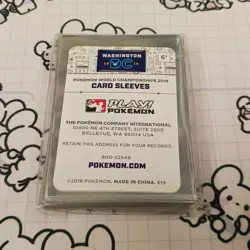 WASHINGTON
DC
POKÉMON WORLD CHAMPIONSHIPS 2019
6+
CARD SLEEVES
PLAY!
POKÉMON
THE POKÉMON COMPANY INTERNATIONAL
10400 NE 4TH STREET, SUITE 2800
BELLEVUE, WA 98004 USA
RETAIN THIS ADDRESS FOR YOUR RECORDS.
POKEMON.COM
©2019 POKÉMON. MADE IN CHINA.